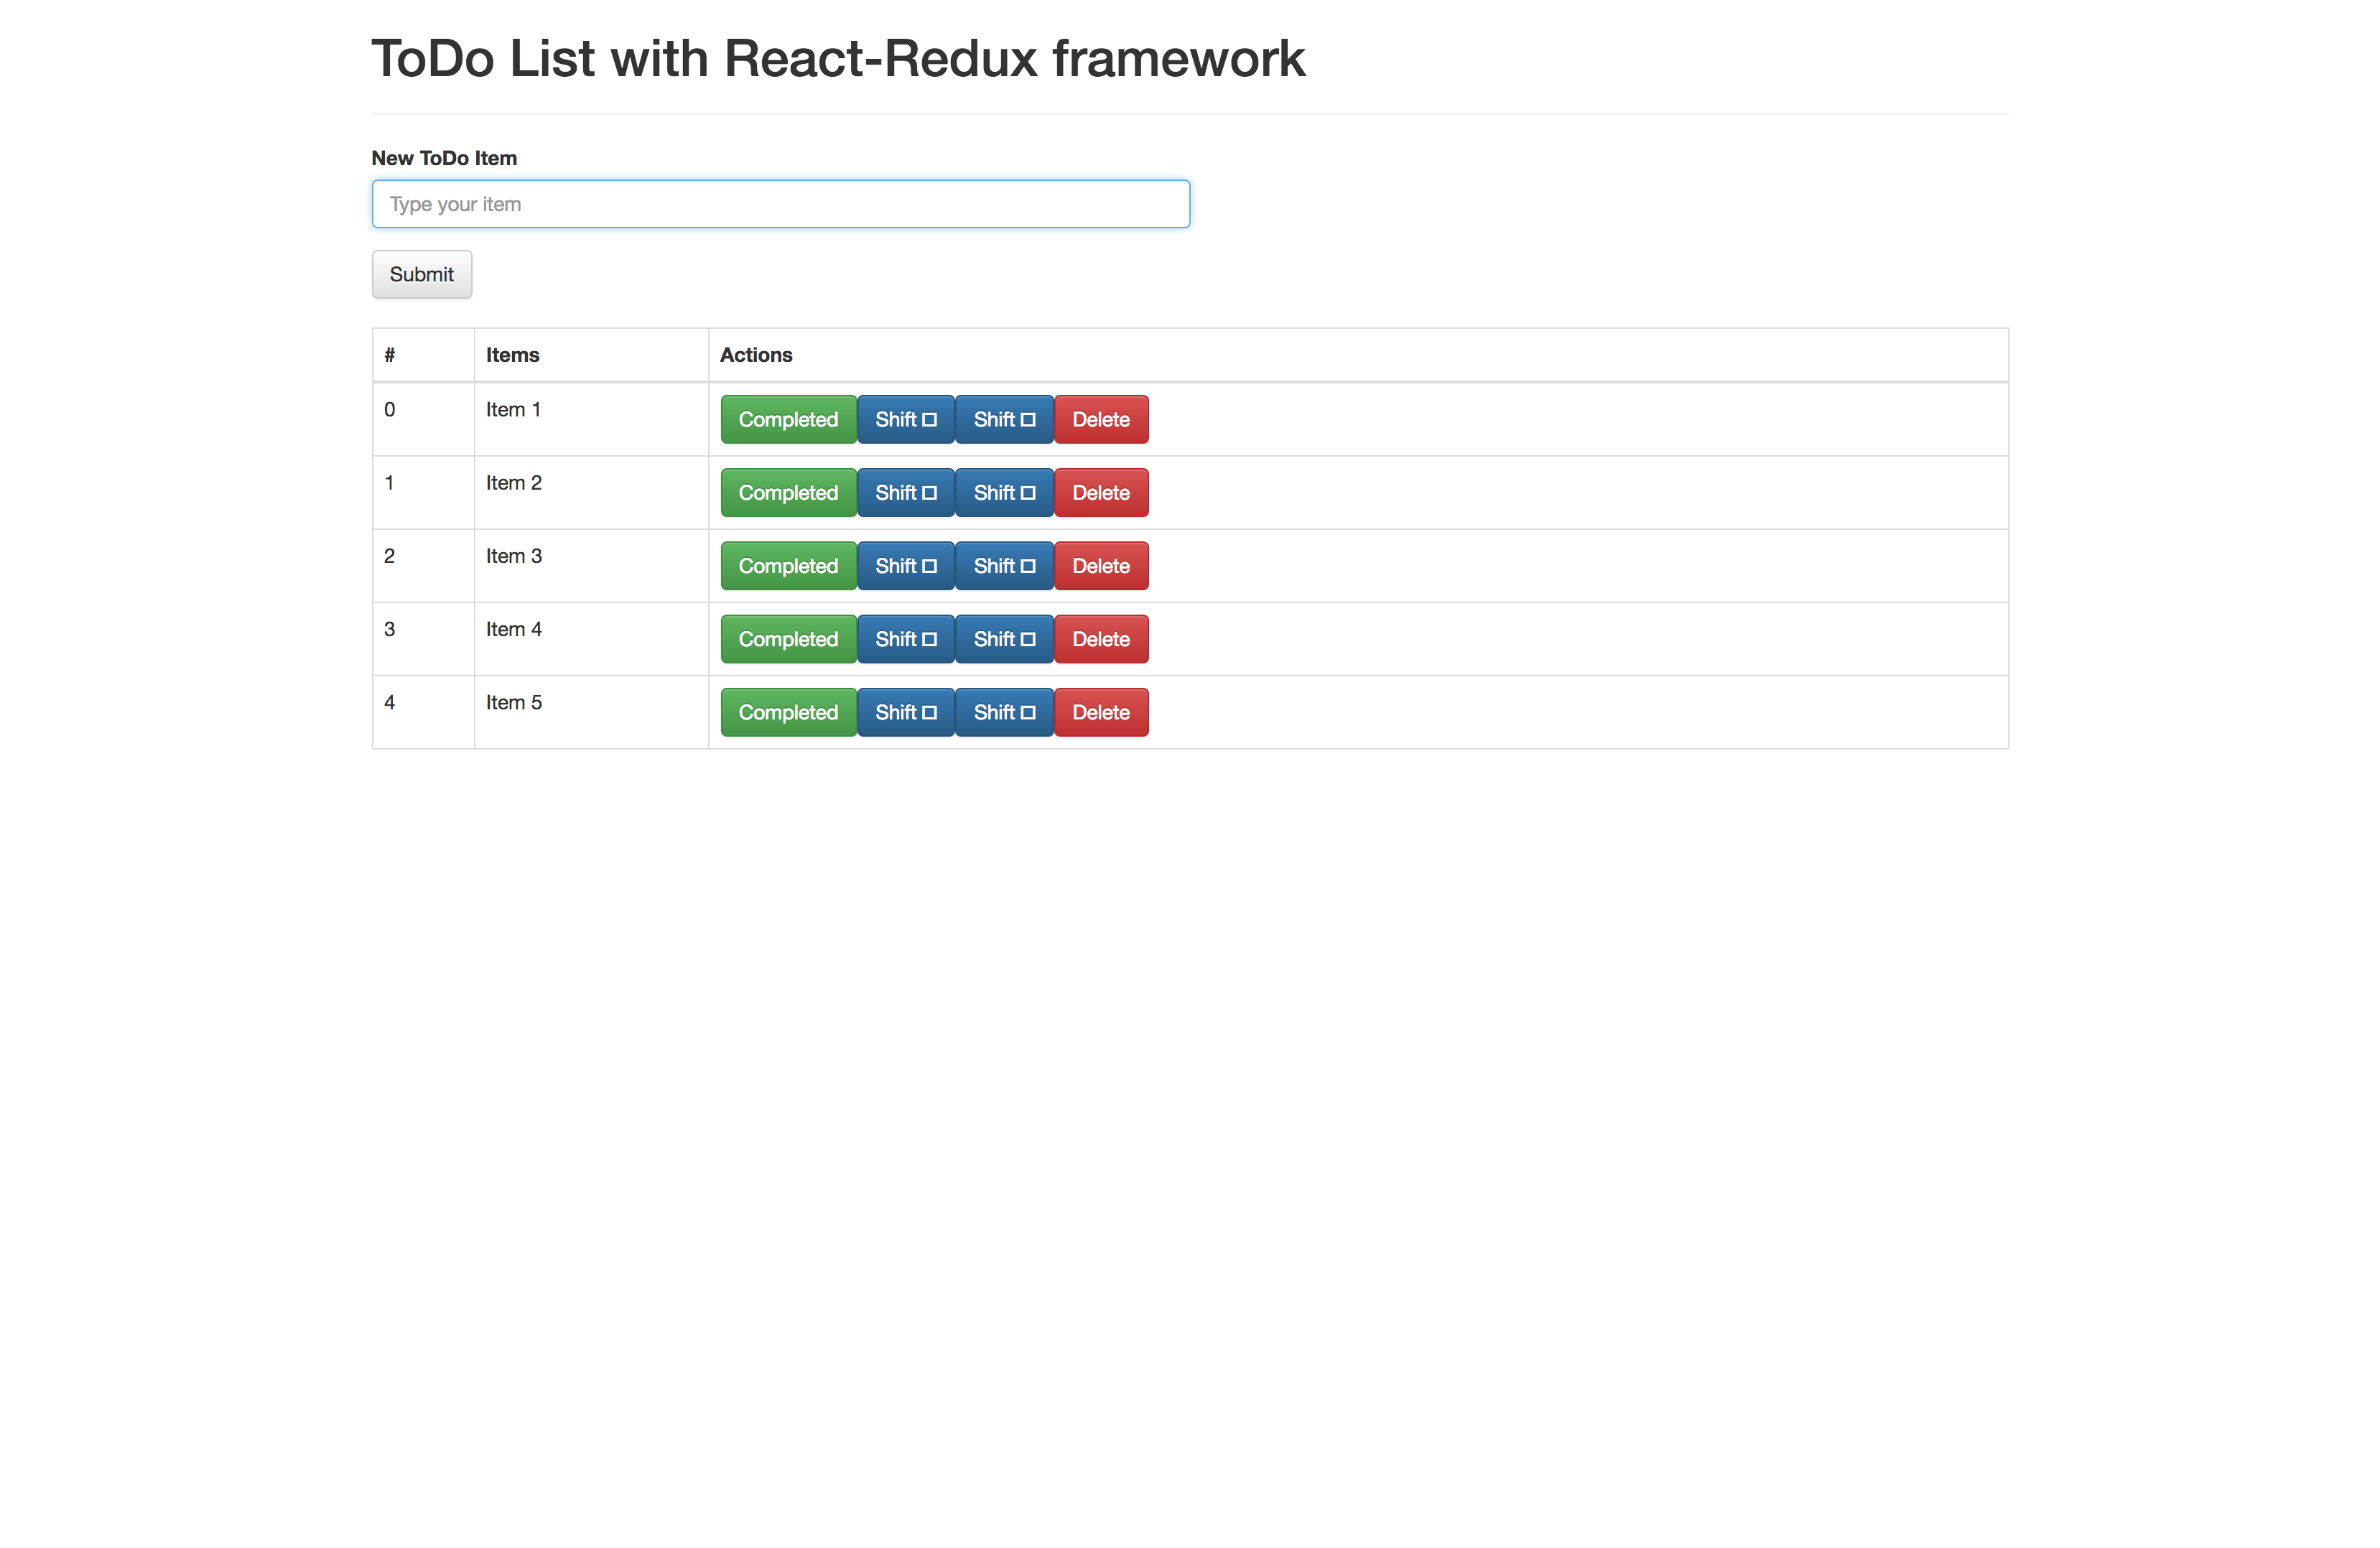 ToDo List with React-Redux framework
New ToDo Item
Type your item
Submit
# Items Actions
0 Item 1 Completed Shift □ Shift □ Delete
1 Item 2 Completed Shift □ Shift □ Delete
2 Item 3 Completed Shift □ Shift □ Delete
3 Item 4 Completed Shift □ Shift □ Delete
4 Item 5 Completed Shift □ Shift □ Delete